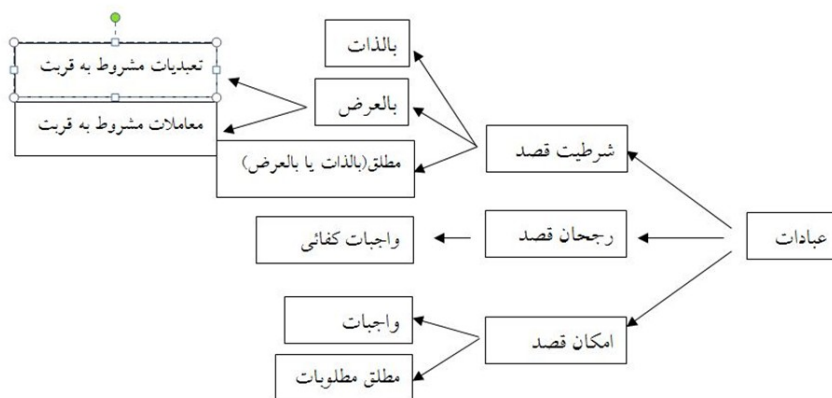 عبادات
شرطیت قصد
بالذات
بالعرض
تعبدیات مشروط به قربت
معاملات مشروط به قربت
مطلق(بالذات یا بالعرض)
رجحان قصد
واجبات کفائی
امکان قصد
واجبات
مطلق مطلوبات